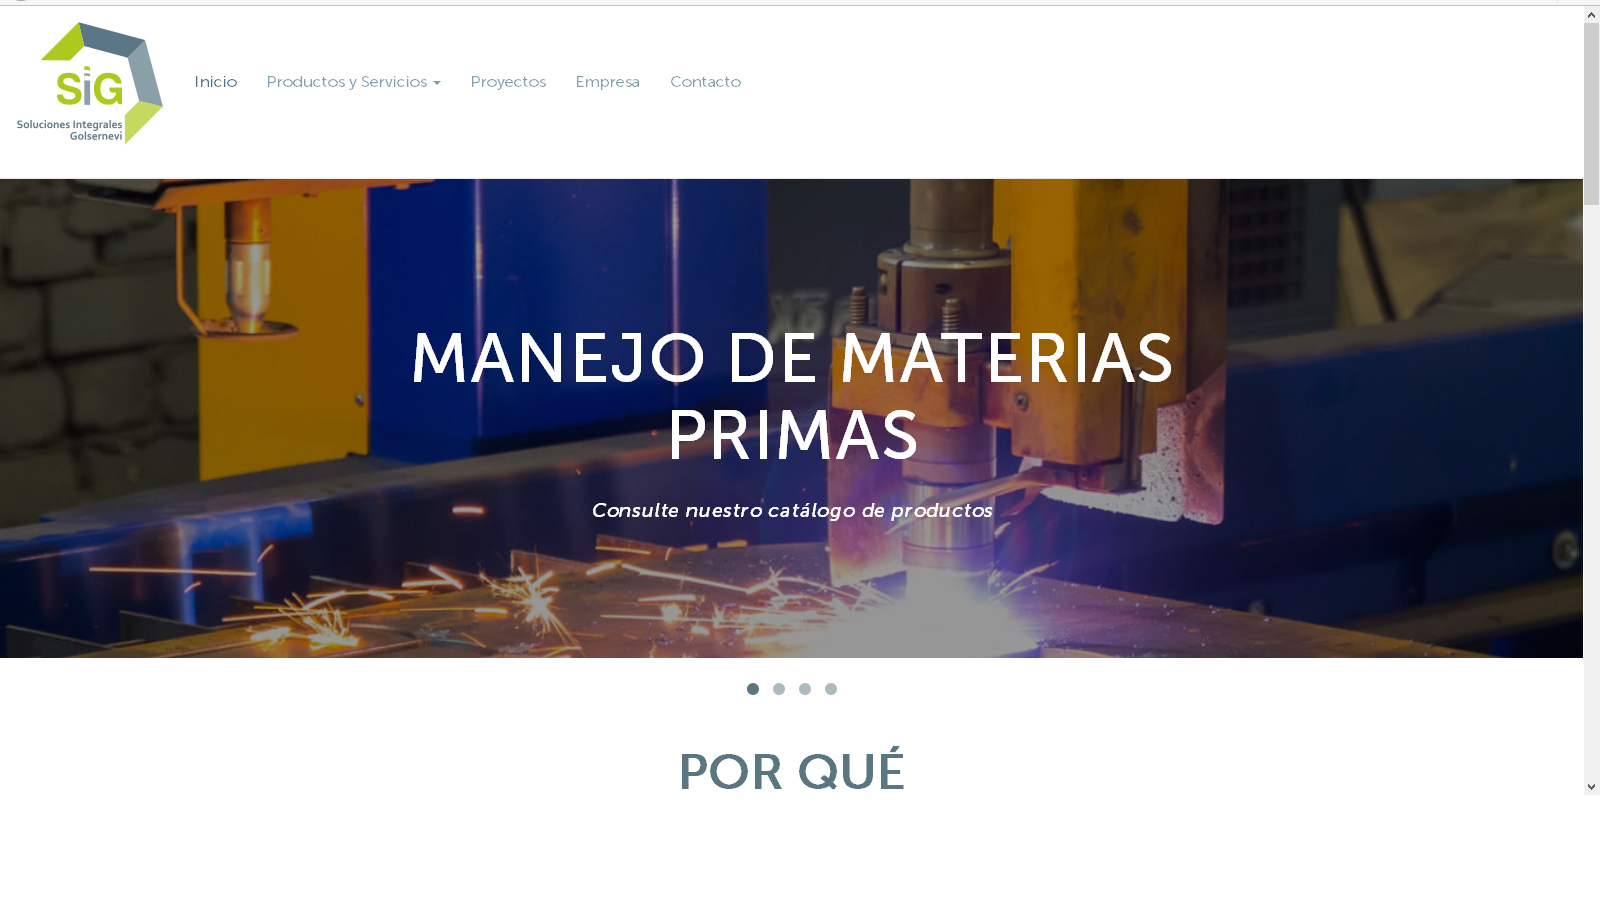 SiG
Soluciones Integrales
Golsernevi
Inicio Productos y Servicios Proyectos Empresa Contacto
MANEJO DE MATERIAS
PRIMAS
Consulte nuestro catálogo de productos
POR QUÉ